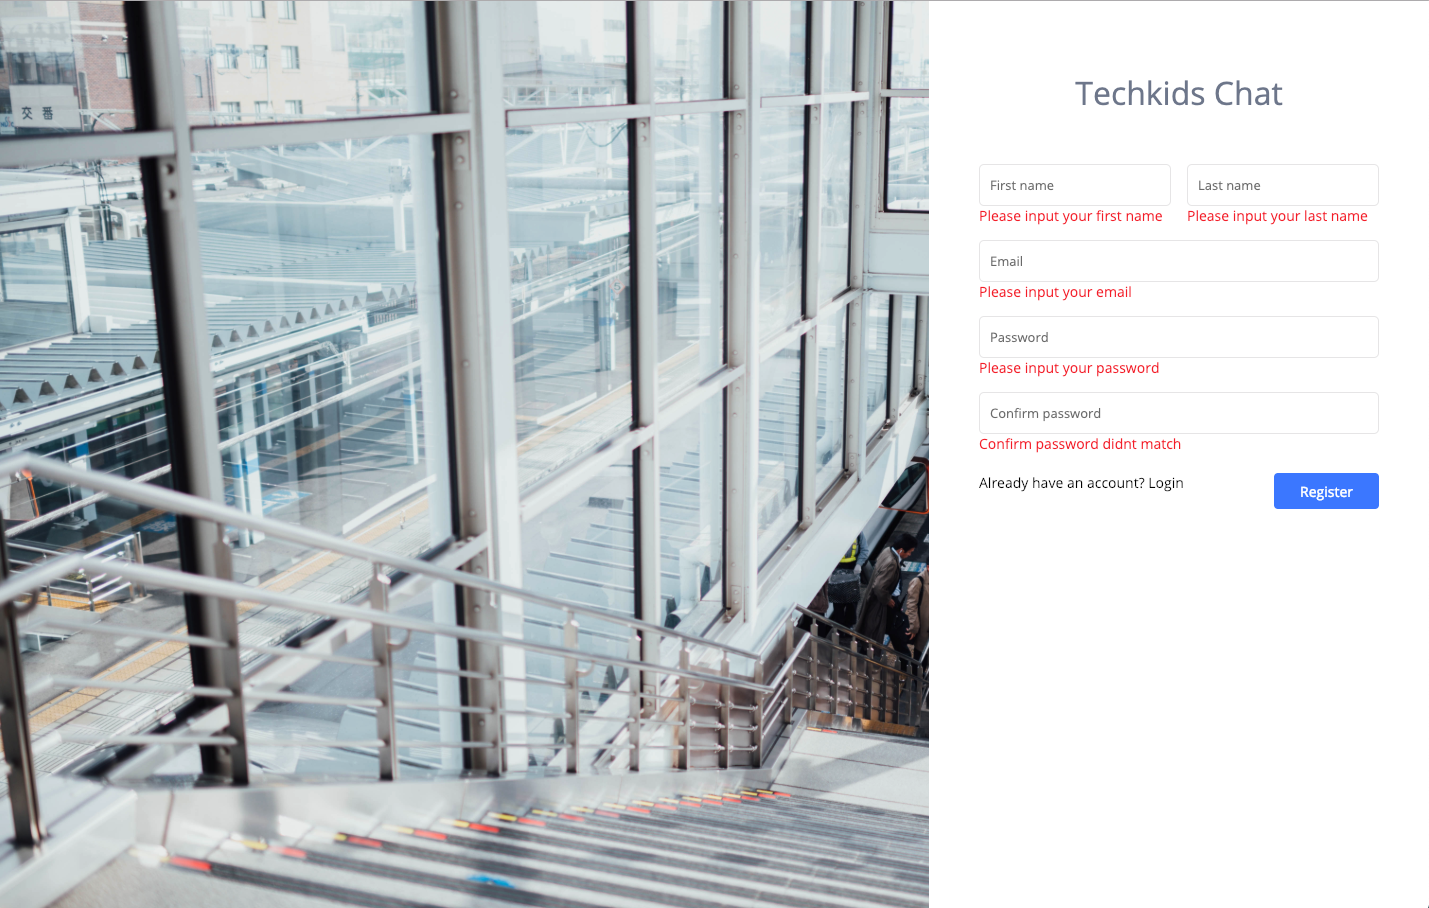 交番
Techkids Chat
First name
Last name
Please input your first name
Please input your last name
Email
Please input your email
Password
Please input your password
Confirm password
Confirm password didnt match
Already have an account? Login
Register